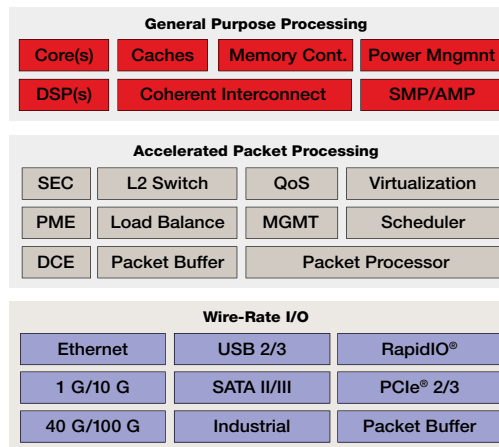 General Purpose Processing
Core(s) Caches Memory Cont. Power Mngmnt
DSP(s) Coherent Interconnect SMP/AMP
Accelerated Packet Processing
SEC L2 Switch QoS Virtualization
PME Load Balance MGMT Scheduler
DCE Packet Buffer Packet Processor
Wire-Rate I/O
Ethernet USB 2/3 RapidIO®
1 G/10 G SATA II/III PCIe® 2/3
40 G/100 G Industrial Packet Buffer